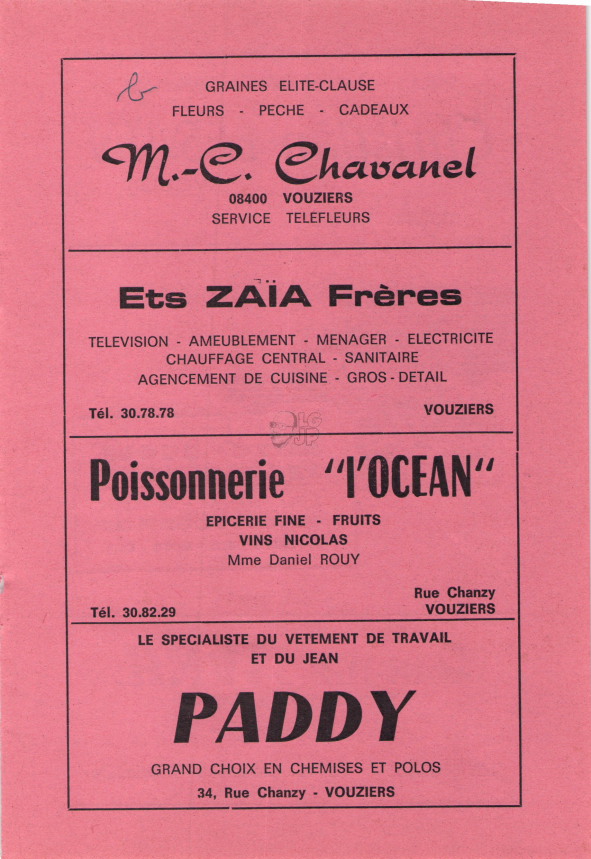 GRAINES ELITE-CLAUSE
FLEURS - PECHE - CADEAUX
M.-C. Chavanel
08400 VOUZIERS
SERVICE TELEFLEURS
Ets ZAÏA Frères
TELEVISION - AMEUBLEMENT - MENAGER - ELECTRICITE
CHAUFFAGE CENTRAL - SANITAIRE
AGENCEMENT DE CUISINE - GROS-DETAIL
Tél. 30.78.78 VOUZIERS
LG
JP
Poissonnerie "l'OCEAN"
EPICERIE FINE - FRUITS
VINS NICOLAS
Mme Daniel ROUY
Rue Chanzy
Tél. 30.82.29 VOUZIERS
LE SPECIALISTE DU VETEMENT DE TRAVAIL
ET DU JEAN
PADDY
GRAND CHOIX EN CHEMISES ET POLOS
34, Rue Chanzy - VOUZIERS